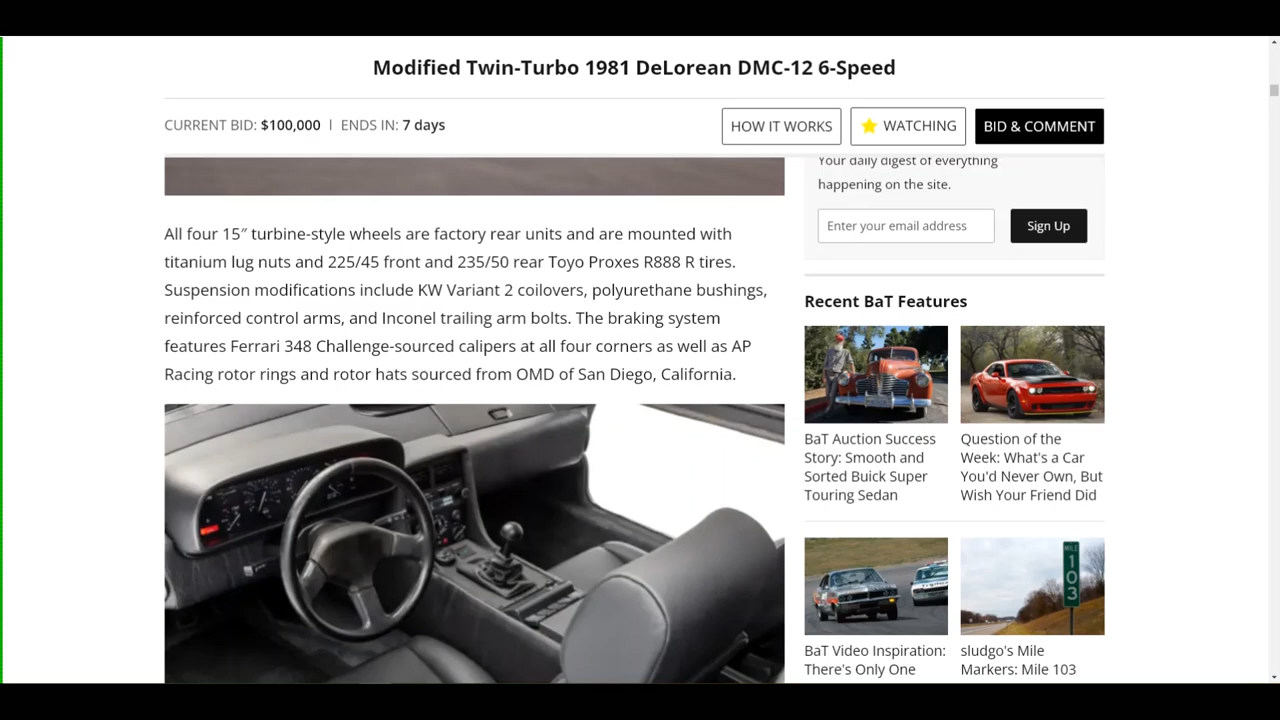 Modified Twin-Turbo 1981 DeLorean DMC-12 6-Speed
CURRENT BID: $100,000 | ENDS IN: 7 days
HOW IT WORKS
WATCHING
BID & COMMENT
All four 15″ turbine-style wheels are factory rear units and are mounted with
titanium lug nuts and 225/45 front and 235/50 rear Toyo Proxes R888 R tires.
Suspension modifications include KW Variant 2 coilovers, polyurethane bushings,
reinforced control arms, and Inconel trailing arm bolts. The braking system
features Ferrari 348 Challenge-sourced calipers at all four corners as well as AP
Racing rotor rings and rotor hats sourced from OMD of San Diego, California.
Your daily digest of everything
happening on the site.
Enter your email address
Sign Up
Recent BaT Features
BaT Auction Success
Story: Smooth and
Sorted Buick Super
Touring Sedan
Question of the
Week: What's a Car
You'd Never Own, But
Wish Your Friend Did
MILE
1
0
3
BaT Video Inspiration:
There's Only One
sludgo's Mile
Markers: Mile 103